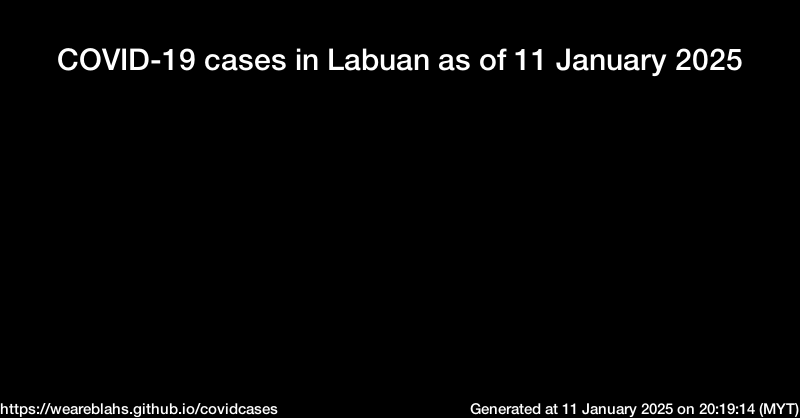 COVID-19 cases in Labuan as of 11 January 2025
https://weareblahs.github.io/covidcases
Generated at 11 January 2025 on 20:19:14 (MYT)